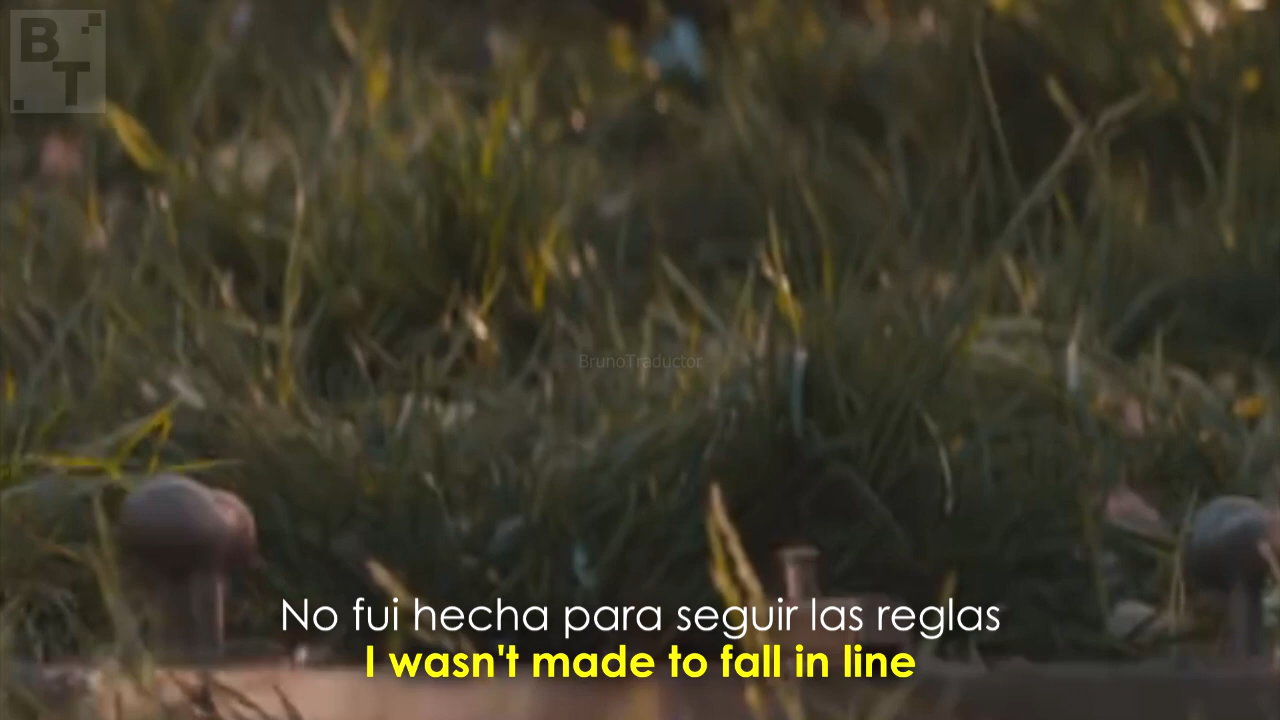 B
T
BrunoTraductor
No fui hecha para seguir las reglas
I wasn't made to fall in line